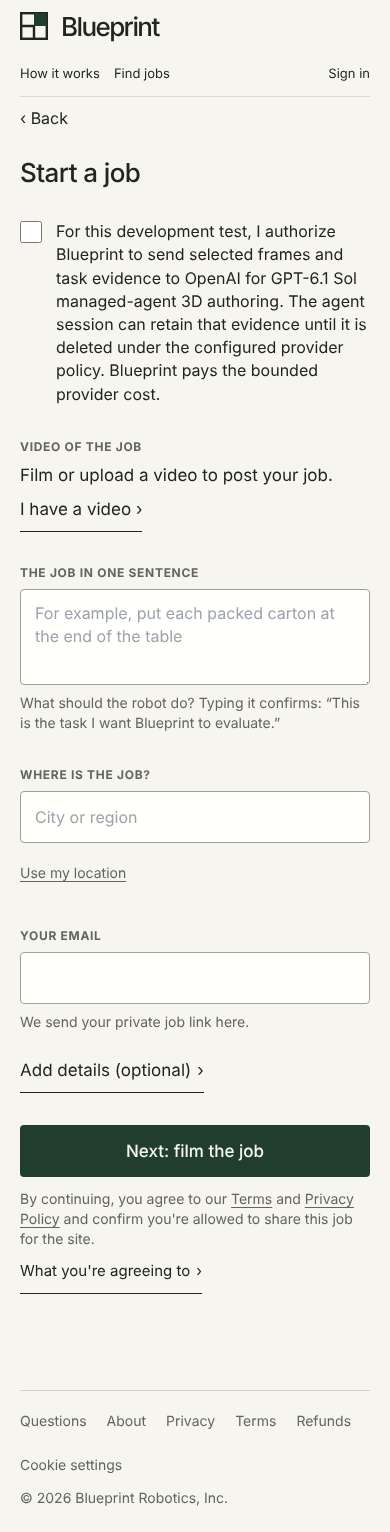 Blueprint
How it works Find jobs Sign in
‹ Back
Start a job
For this development test, I authorize
Blueprint to send selected frames and
task evidence to OpenAI for GPT-6.1 Sol
managed-agent 3D authoring. The agent
session can retain that evidence until it is
deleted under the configured provider
policy. Blueprint pays the bounded
provider cost.
VIDEO OF THE JOB
Film or upload a video to post your job.
I have a video ›
THE JOB IN ONE SENTENCE
For example, put each packed carton at
the end of the table
What should the robot do? Typing it confirms: “This
is the task I want Blueprint to evaluate.”
WHERE IS THE JOB?
City or region
Use my location
YOUR EMAIL
We send your private job link here.
Add details (optional) ›
Next: film the job
By continuing, you agree to our Terms and Privacy
Policy and confirm you're allowed to share this job
for the site.
What you're agreeing to ›
Questions About Privacy Terms Refunds
Cookie settings
© 2026 Blueprint Robotics, Inc.